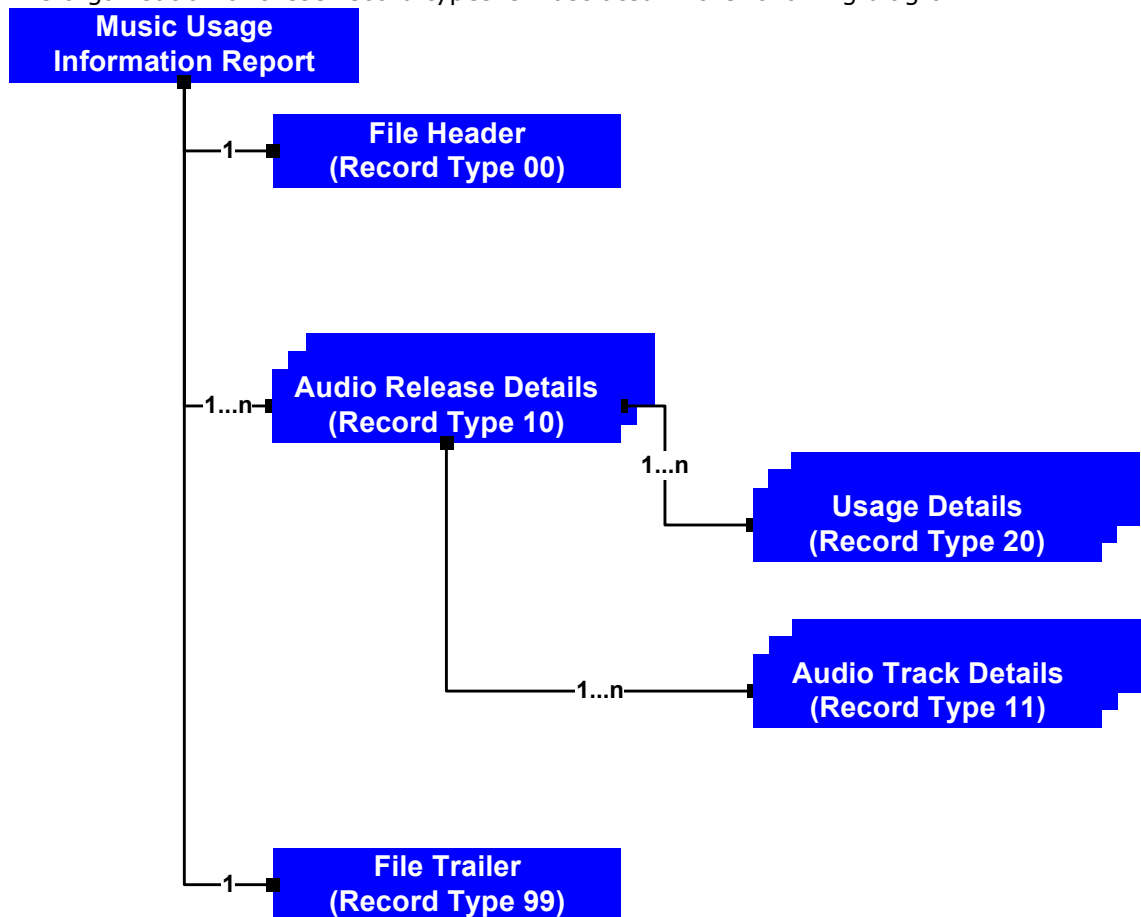 Music Usage
Information Report
1
File Header
(Record Type 00)
1...n
Audio Release Details
(Record Type 10)
1...n
Usage Details
(Record Type 20)
1...n
Audio Track Details
(Record Type 11)
1
File Trailer
(Record Type 99)